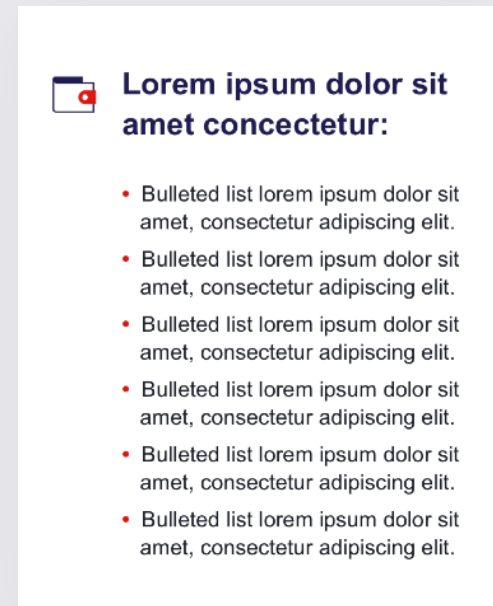 Lorem ipsum dolor sit
amet concectetur:
• Bulleted list lorem ipsum dolor sit
amet, consectetur adipiscing elit.
• Bulleted list lorem ipsum dolor sit
amet, consectetur adipiscing elit.
• Bulleted list lorem ipsum dolor sit
amet, consectetur adipiscing elit.
• Bulleted list lorem ipsum dolor sit
amet, consectetur adipiscing elit.
• Bulleted list lorem ipsum dolor sit
amet, consectetur adipiscing elit.
• Bulleted list lorem ipsum dolor sit
amet, consectetur adipiscing elit.